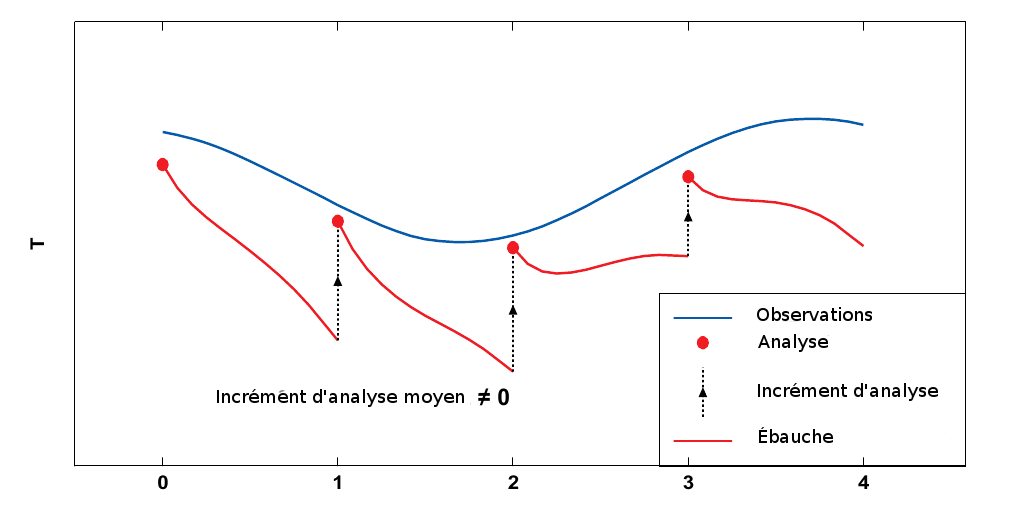 T
Incrément d'analyse moyen ≠ 0
Observations
Analyse
Incrément d'analyse
Ébauche
0 1 2 3 4